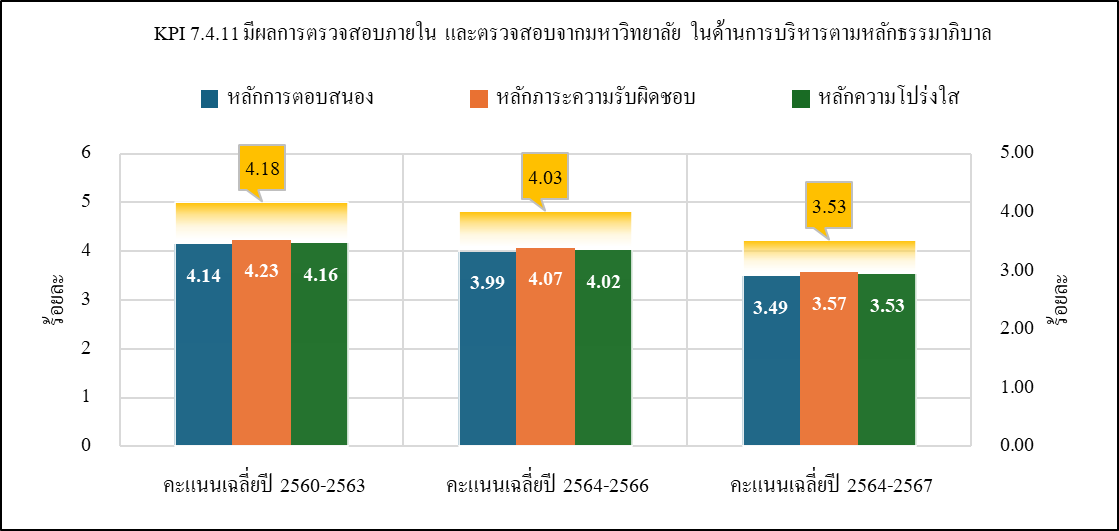 KPI 7.4.11 มีผลการตรวจสอบภายใน และตรวจสอบจากมหาวิทยาลัย ในด้านการบริหารตามหลักธรรมาภิบาล
หลักการตอบสนอง หลักภาระความรับผิดชอบ หลักความโปร่งใส
6 5.00
4.18 4.03 3.53
5 4.00
4 3.00
4.14 4.23 4.16 3.99 4.07 4.02 3.49 3.57 3.53
3 2.00
2 1.00
1
0 0.00
ร้อยละ ร้อยละ
คะแนนเฉลี่ยปี 2560-2563 คะแนนเฉลี่ยปี 2564-2566 คะแนนเฉลี่ยปี 2564-2567